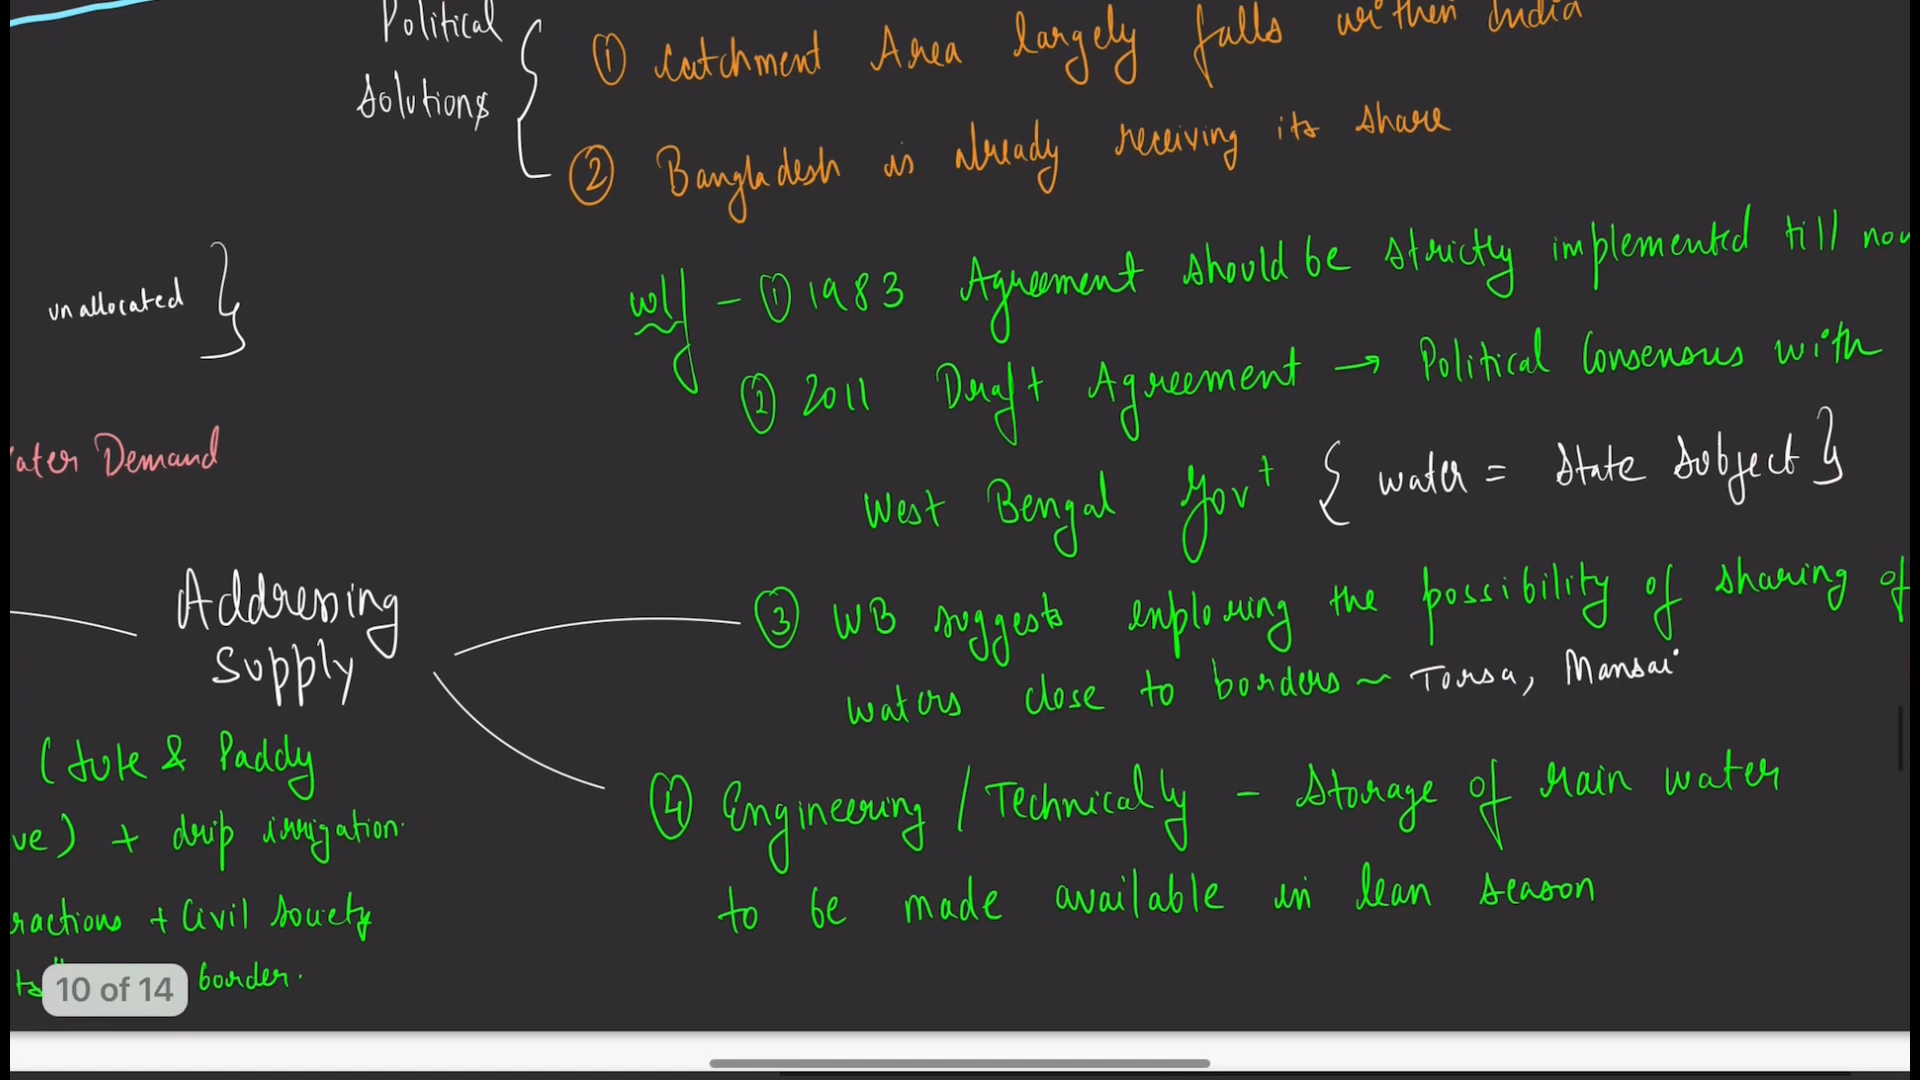 Political
Solutions
① Catchment Area largely falls within India
② Bangladesh is already receiving its share
unallocated
wf - ① 1983 Agreement should be strictly implemented till now
② 2011 Draft Agreement → Political Consensus with
West Bengal Govt { water = State Subject }
ater Demand
Addressing
Supply
③ WB suggests exploring the possibility of sharing of
waters close to borders ~ Torsa, Mansai
④ Engineering / Technically - Storage of rain water
to be made available in lean season
(Jute & Paddy
ve) + drip irrigation.
ractions + Civil Society
border.
10 of 14